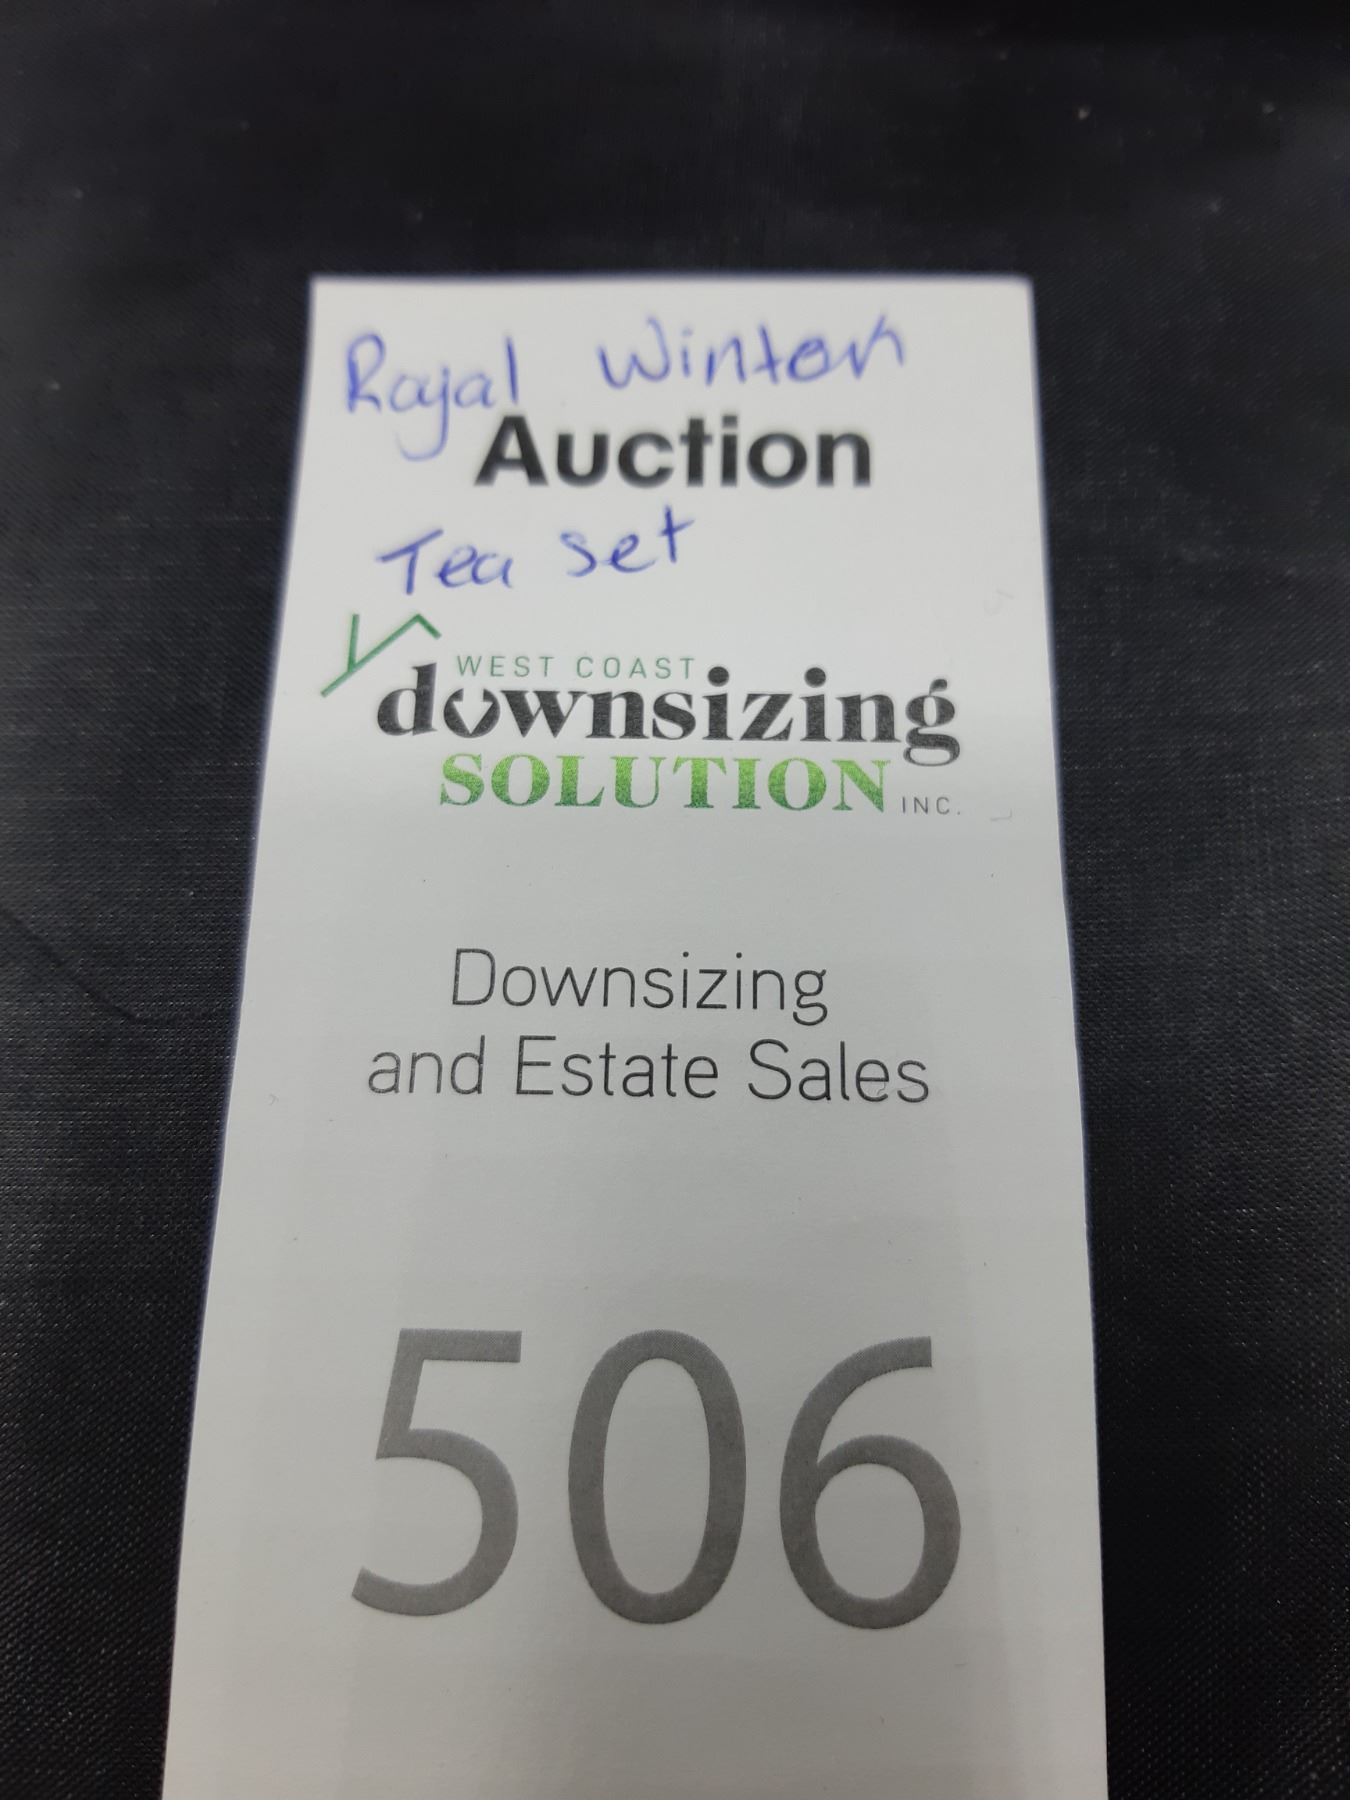 Royal Winton
Auction
Tea set
WEST COAST
downsizing
SOLUTION INC.
Downsizing
and Estate Sales
506